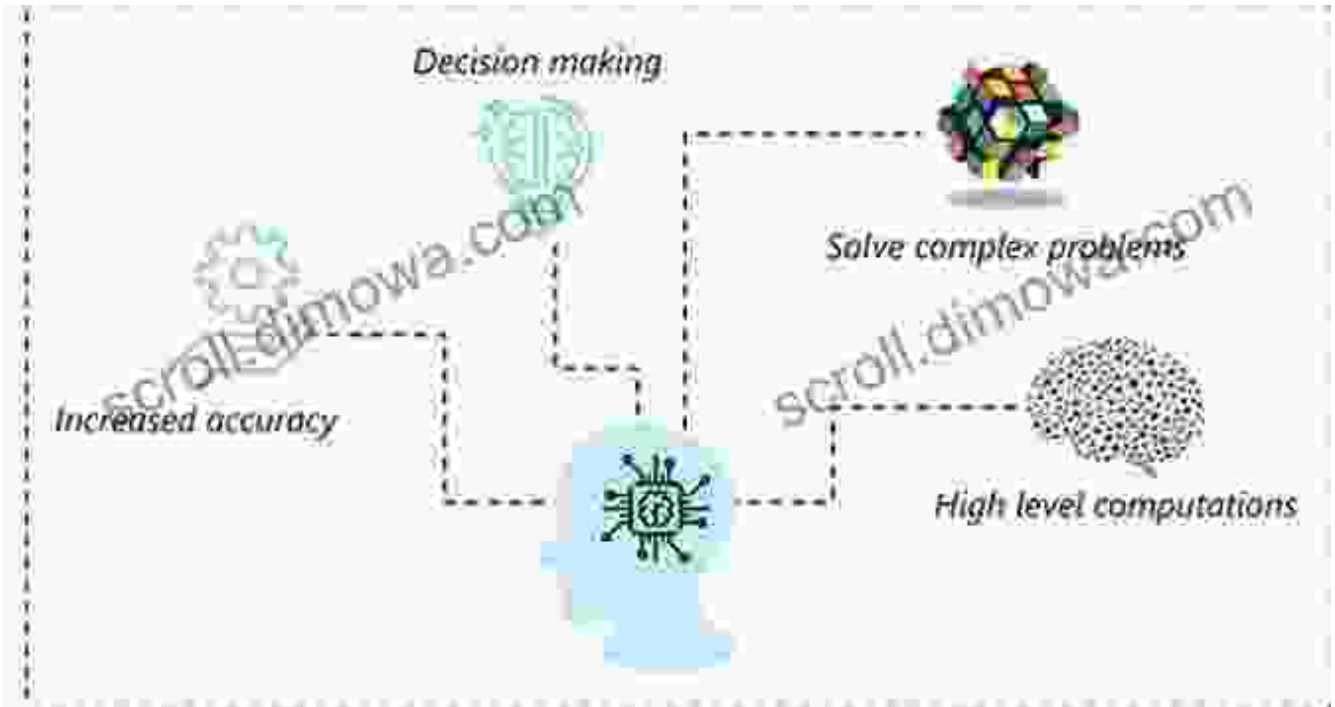 Decision making
Solve complex problems
Increased accuracy
High level computations
scroll.dimowa.com
scroll.dimowa.com